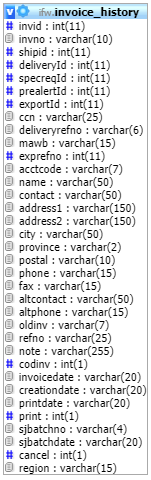 ifw.invoice_history
invid : int(11)
invno : varchar(10)
shipid : int(11)
deliveryId : int(11)
specreqId : int(11)
prealertId : int(11)
exportId : int(11)
ccn : varchar(25)
deliveryrefno : varchar(6)
mawb : varchar(15)
exprefno : int(11)
acctcode : varchar(7)
name : varchar(50)
contact : varchar(50)
address1 : varchar(150)
address2 : varchar(150)
city : varchar(50)
province : varchar(2)
postal : varchar(10)
phone : varchar(15)
fax : varchar(15)
altcontact : varchar(50)
altphone : varchar(15)
oldinv : varchar(7)
refno : varchar(25)
note : varchar(255)
codinv : int(1)
invoicedate : varchar(20)
creationdate : varchar(20)
printdate : varchar(20)
print : int(1)
sjbatchno : varchar(4)
sjbatchdate : varchar(20)
cancel : int(1)
region : varchar(15)